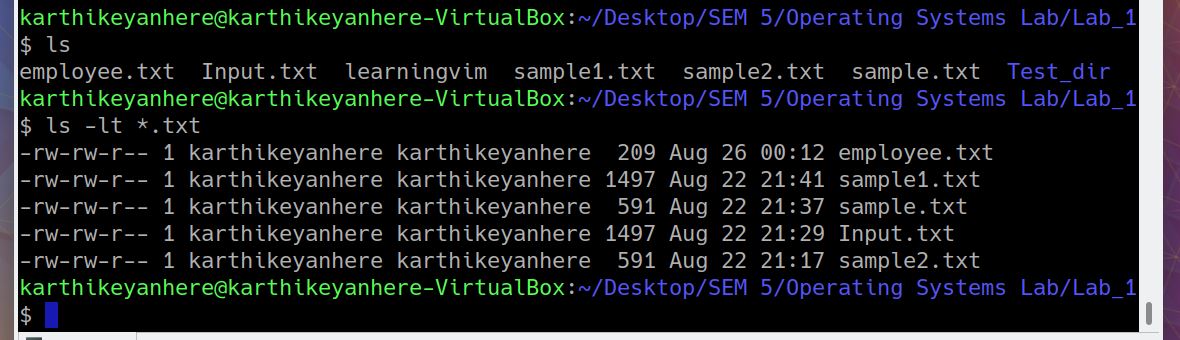 karthikeyanhere@karthikeyanhere-VirtualBox:~/Desktop/SEM 5/Operating Systems Lab/Lab_1
$ ls
employee.txt  Input.txt  learningvim  sample1.txt  sample2.txt  sample.txt  Test_dir
karthikeyanhere@karthikeyanhere-VirtualBox:~/Desktop/SEM 5/Operating Systems Lab/Lab_1
$ ls -lt *.txt
-rw-rw-r-- 1 karthikeyanhere karthikeyanhere  209 Aug 26 00:12 employee.txt
-rw-rw-r-- 1 karthikeyanhere karthikeyanhere 1497 Aug 22 21:41 sample1.txt
-rw-rw-r-- 1 karthikeyanhere karthikeyanhere  591 Aug 22 21:37 sample.txt
-rw-rw-r-- 1 karthikeyanhere karthikeyanhere 1497 Aug 22 21:29 Input.txt
-rw-rw-r-- 1 karthikeyanhere karthikeyanhere  591 Aug 22 21:17 sample2.txt
karthikeyanhere@karthikeyanhere-VirtualBox:~/Desktop/SEM 5/Operating Systems Lab/Lab_1
$